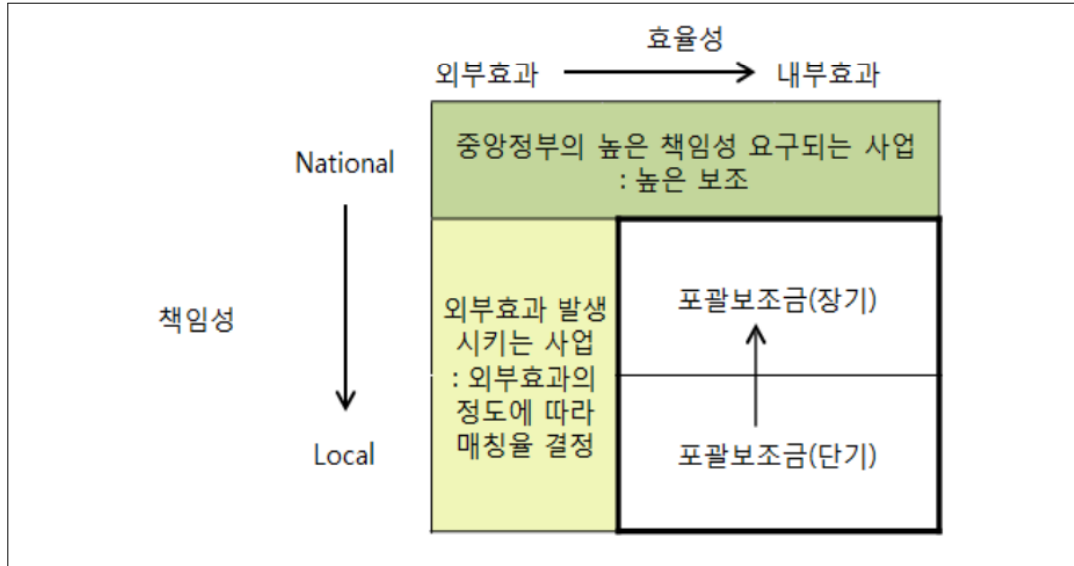 효율성
외부효과
내부효과
중앙정부의 높은 책임성 요구되는 사업
: 높은 보조
National
책임성
Local
외부효과 발생
시키는 사업
: 외부효과의
정도에 따라
매칭율 결정
포괄보조금(장기)
포괄보조금(단기)